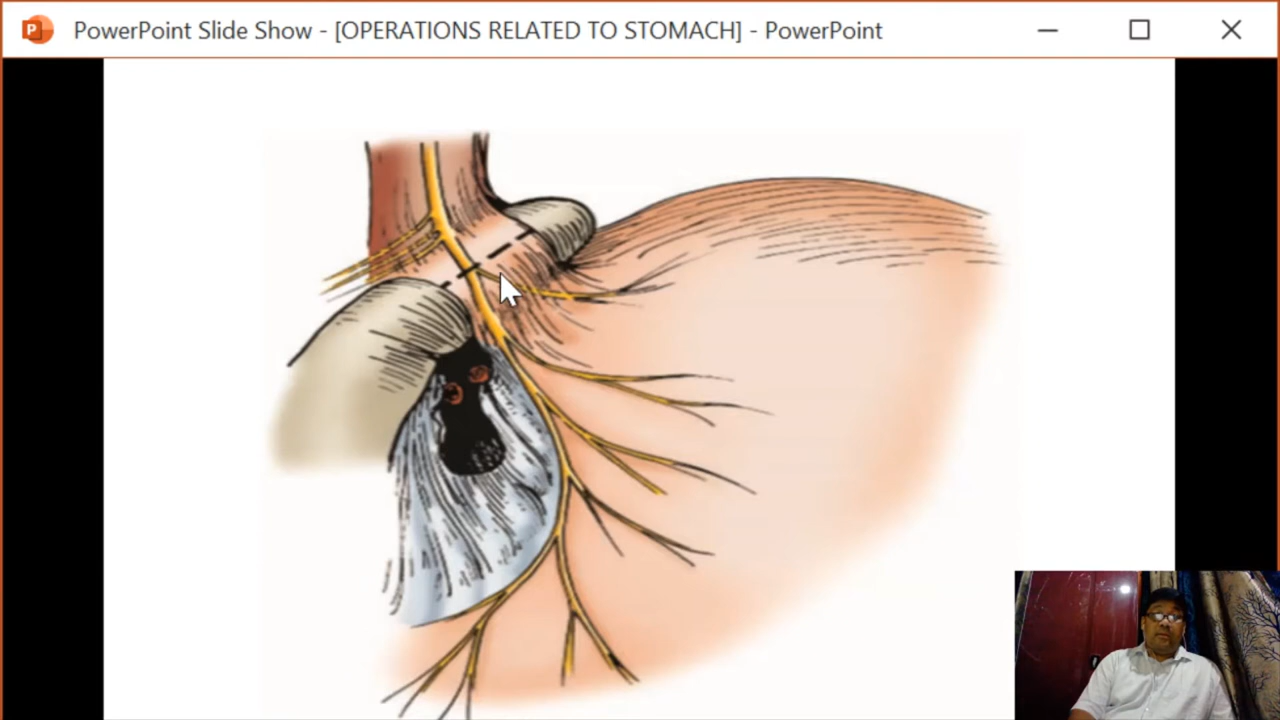 PowerPoint Slide Show - [OPERATIONS RELATED TO STOMACH] - PowerPoint